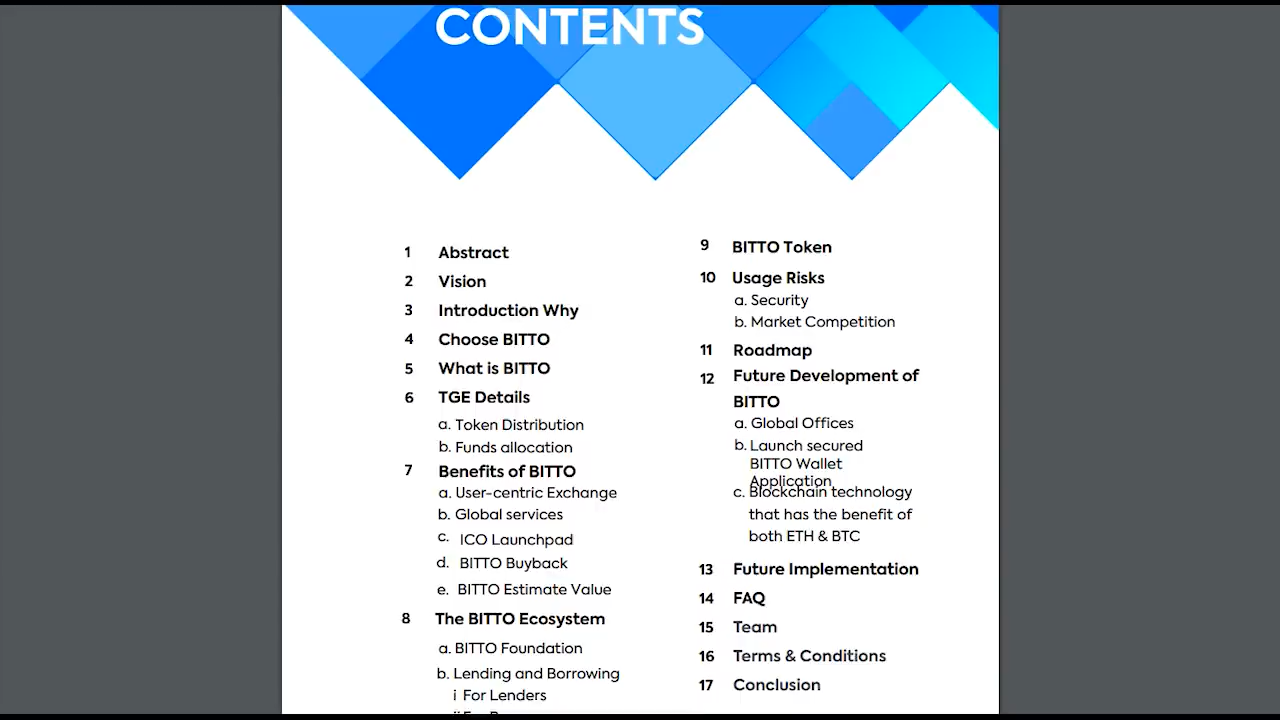 CONTENTS
1 Abstract
2 Vision
3 Introduction Why
4 Choose BITTO
5 What is BITTO
6 TGE Details
a. Token Distribution
b. Funds allocation
7 Benefits of BITTO
a. User-centric Exchange
b. Global services
c. ICO Launchpad
d. BITTO Buyback
e. BITTO Estimate Value
8 The BITTO Ecosystem
a. BITTO Foundation
b. Lending and Borrowing
i For Lenders
9 BITTO Token
10 Usage Risks
a. Security
b. Market Competition
11 Roadmap
12 Future Development of
BITTO
a. Global Offices
b. Launch secured
BITTO Wallet
Application
c. Blockchain technology
that has the benefit of
both ETH & BTC
13 Future Implementation
14 FAQ
15 Team
16 Terms & Conditions
17 Conclusion